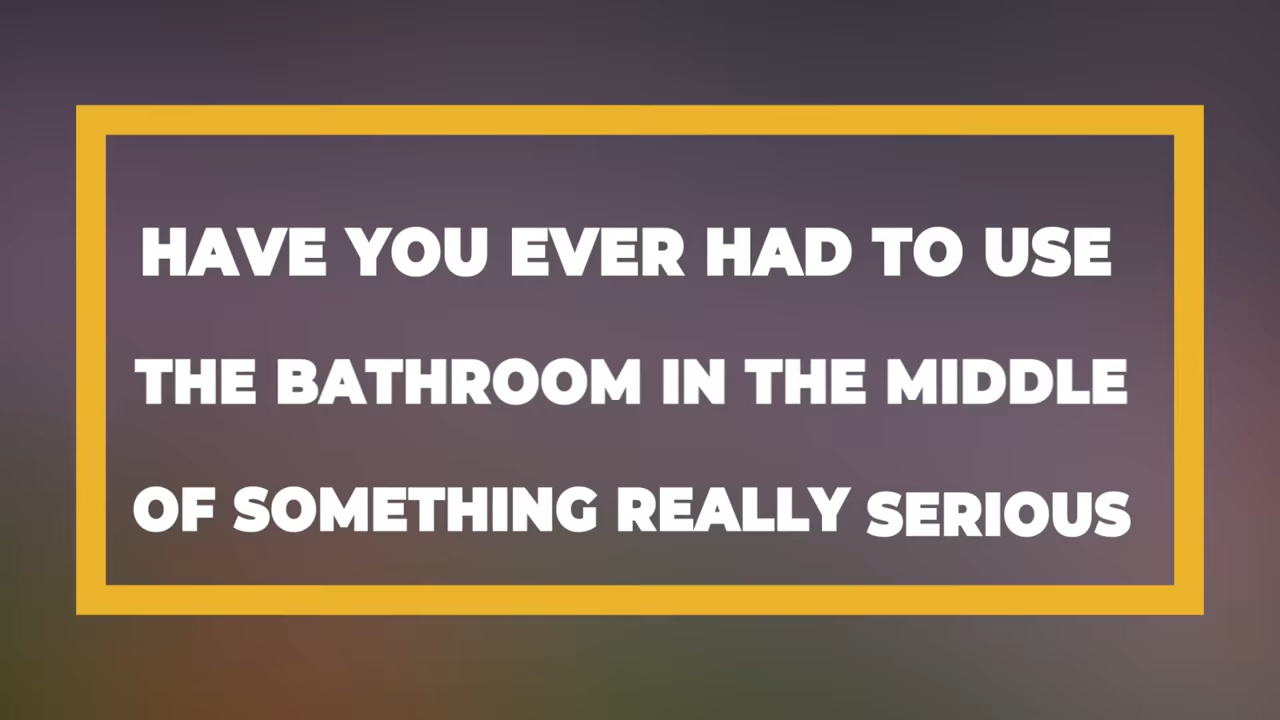 HAVE YOU EVER HAD TO USE
THE BATHROOM IN THE MIDDLE
OF SOMETHING REALLY SERIOUS